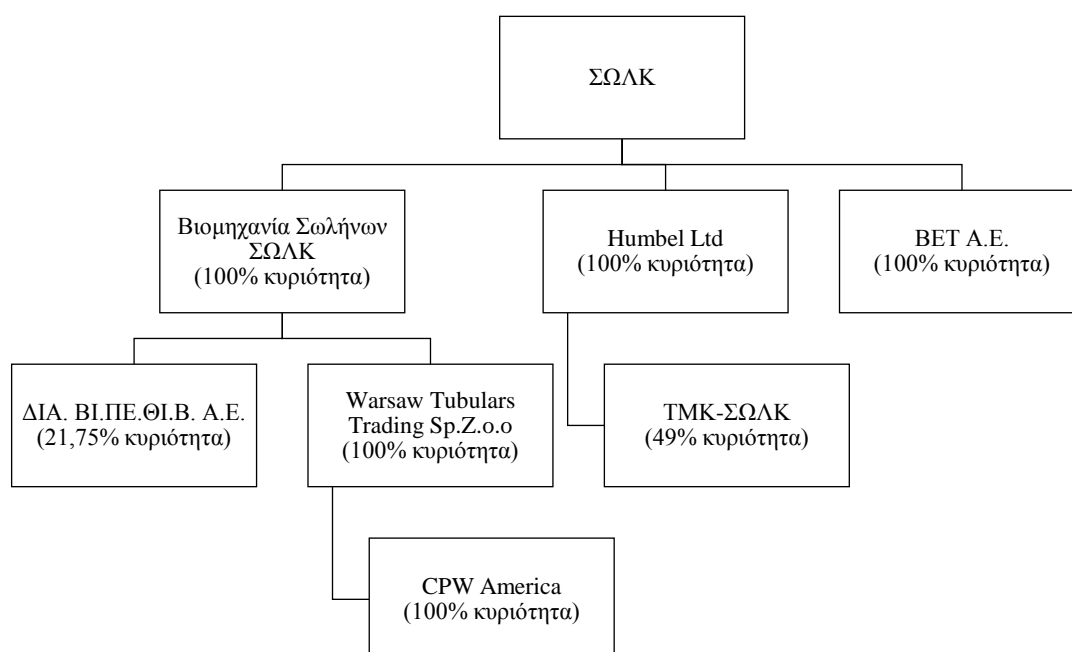 ΣΩΛΚ
Βιομηχανία Σωλήνων
ΣΩΛΚ
(100% κυριότητα)
Humbel Ltd
(100% κυριότητα)
ΒΕΤ Α.Ε.
(100% κυριότητα)
ΔΙΑ. ΒΙ.ΠΕ.ΘΙ.Β. Α.Ε.
(21,75% κυριότητα)
Warsaw Tubulars
Trading Sp.Z.o.o
(100% κυριότητα)
ΤΜΚ-ΣΩΛΚ
(49% κυριότητα)
CPW America
(100% κυριότητα)